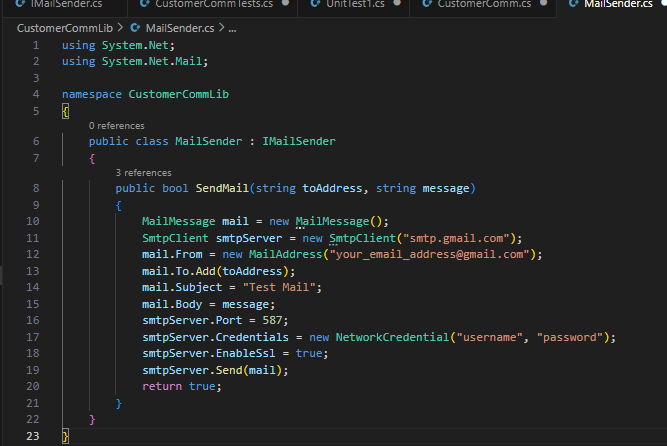 IMailSender.cs CustomerCommTests.cs UnitTest1.cs CustomerComm.cs MailSender.cs
CustomerCommLib > MailSender.cs > ...
1 using System.Net;
2 using System.Net.Mail;
3
4 namespace CustomerCommLib
5 {
0 references
6 public class MailSender : IMailSender
7 {
3 references
8 public bool SendMail(string toAddress, string message)
9 {
10 MailMessage mail = new MailMessage();
11 SmtpClient smtpServer = new SmtpClient("smtp.gmail.com");
12 mail.From = new MailAddress("your_email_address@gmail.com");
13 mail.To.Add(toAddress);
14 mail.Subject = "Test Mail";
15 mail.Body = message;
16 smtpServer.Port = 587;
17 smtpServer.Credentials = new NetworkCredential("username", "password");
18 smtpServer.EnableSsl = true;
19 smtpServer.Send(mail);
20 return true;
21 }
22 }
23 }